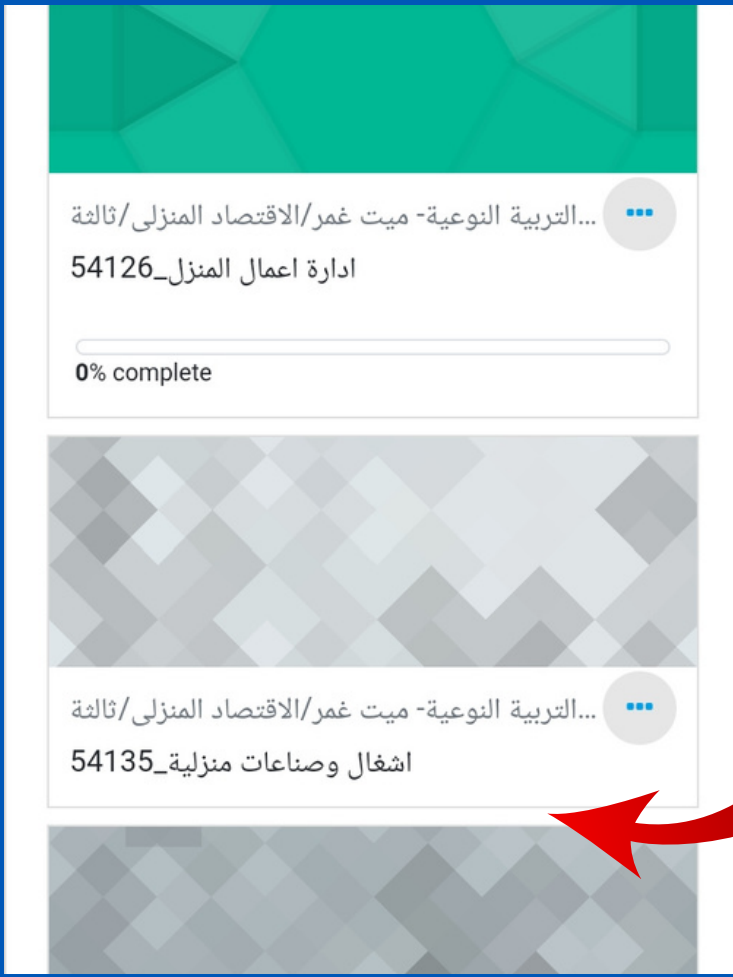 التربية النوعية- ميت غمر/الاقتصاد المنزلى/ثالثة...
ادارة اعمال المنزل_54126
0% complete
التربية النوعية- ميت غمر/الاقتصاد المنزلى/ثالثة...
اشغال وصناعات منزلية_54135